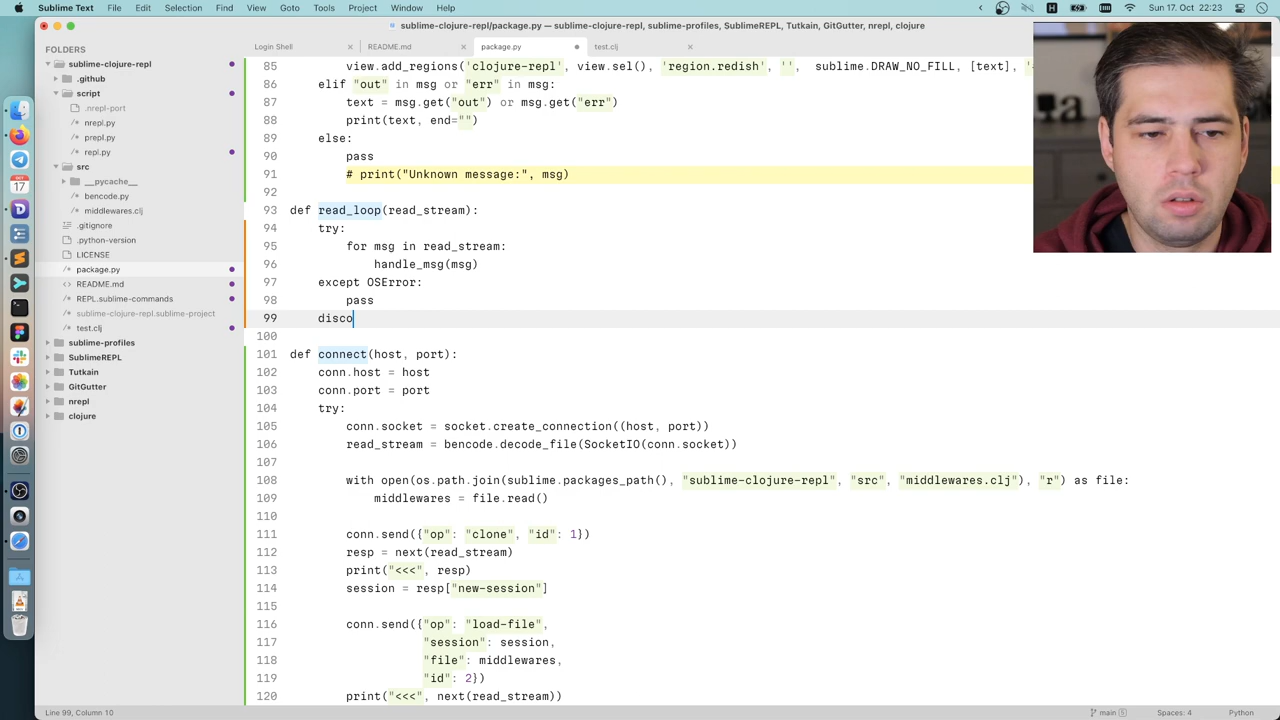 Sublime Text File Edit Selection Find View Goto Tools Project Window Help
Sun 17. Oct 22:23
sublime-clojure-repl/package.py — sublime-clojure-repl, sublime-profiles, SublimeREPL, Tutkain, GitGutter, nrepl, clojure
FOLDERS
sublime-clojure-repl
.github
script
.nrepl-port
nrepl.py
prepl.py
repl.py
src
__pycache__
bencode.py
middlewares.clj
.gitignore
.python-version
LICENSE
package.py
README.md
REPL.sublime-commands
sublime-clojure-repl.sublime-project
test.clj
sublime-profiles
SublimeREPL
Tutkain
GitGutter
nrepl
clojure
Login Shell
README.md
package.py
test.clj
85 view.add_regions('clojure-repl', view.sel(), 'region.redish', '', sublime.DRAW_NO_FILL, [text],
86 elif "out" in msg or "err" in msg:
87 text = msg.get("out") or msg.get("err")
88 print(text, end="")
89 else:
90 pass
91 # print("Unknown message:", msg)
92
93 def read_loop(read_stream):
94 try:
95 for msg in read_stream:
96 handle_msg(msg)
97 except OSError:
98 pass
99 disco
100
101 def connect(host, port):
102 conn.host = host
103 conn.port = port
104 try:
105 conn.socket = socket.create_connection((host, port))
106 read_stream = bencode.decode_file(SocketIO(conn.socket))
107
108 with open(os.path.join(sublime.packages_path(), "sublime-clojure-repl", "src", "middlewares.clj"), "r") as file:
109 middlewares = file.read()
110
111 conn.send({"op": "clone", "id": 1})
112 resp = next(read_stream)
113 print("<<<", resp)
114 session = resp["new-session"]
115
116 conn.send({"op": "load-file",
117 "session": session,
118 "file": middlewares,
119 "id": 2})
120 print("<<<", next(read_stream))
Line 99, Column 10
main 5
Spaces: 4
Python